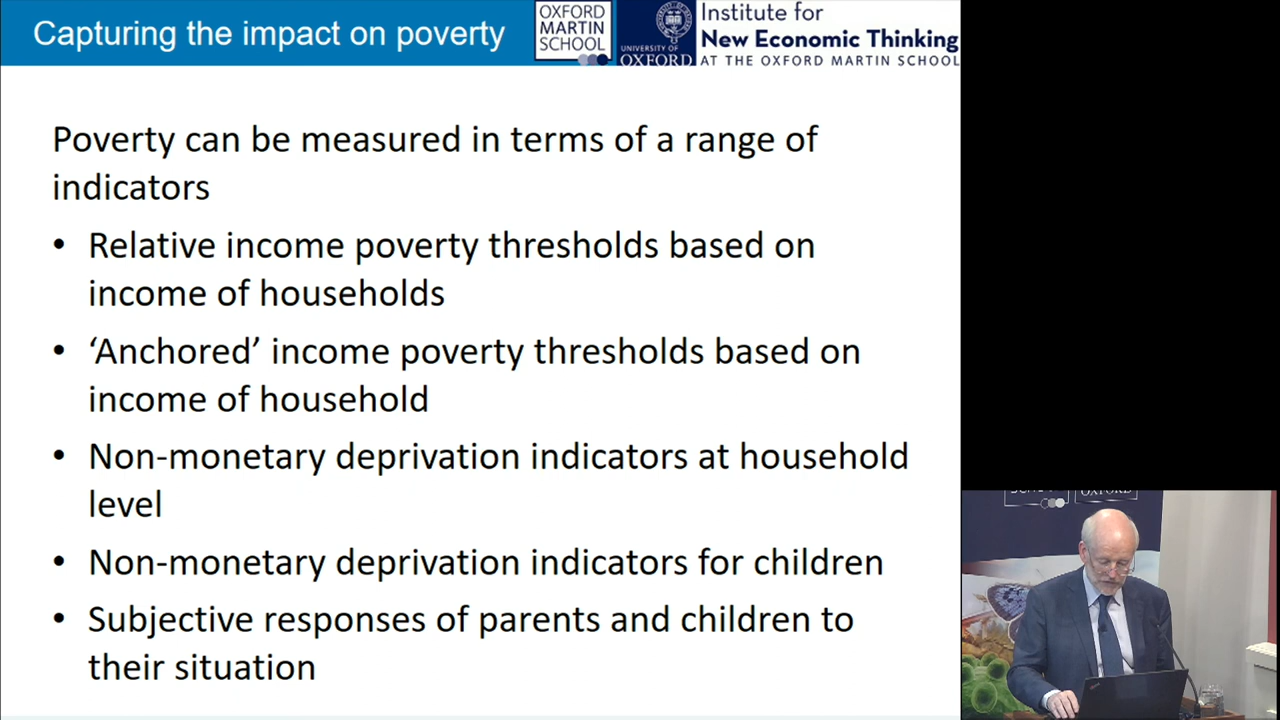 Capturing the impact on poverty
OXFORD
MARTIN
SCHOOL
UNIVERSITY OF
OXFORD
Institute for
New Economic Thinking
AT THE OXFORD MARTIN SCHOOL
Poverty can be measured in terms of a range of
indicators
• Relative income poverty thresholds based on
income of households
• ‘Anchored’ income poverty thresholds based on
income of household
• Non-monetary deprivation indicators at household
level
• Non-monetary deprivation indicators for children
• Subjective responses of parents and children to
their situation
OXFORD